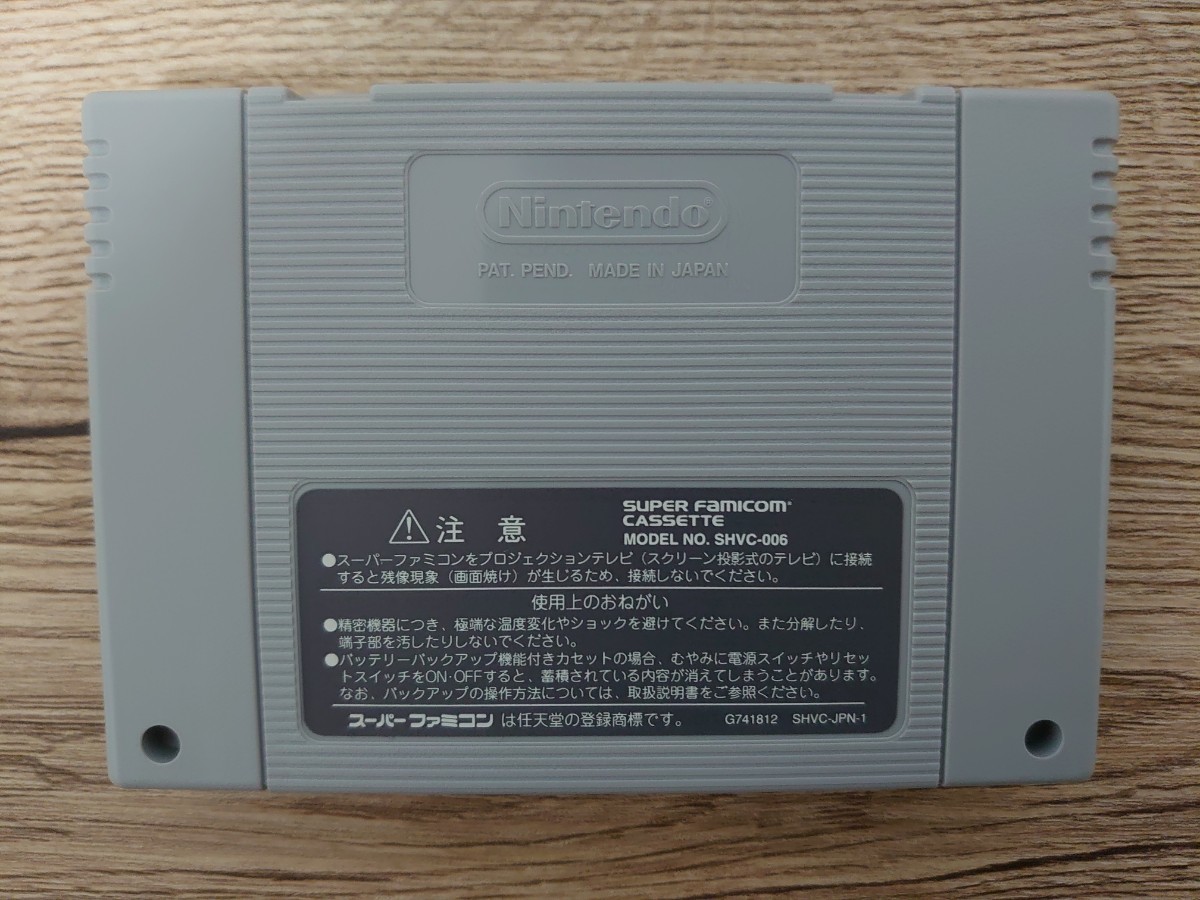 Nintendo®
PAT. PEND. MADE IN JAPAN
注 意
SUPER FAMICOM
CASSETTE
MODEL NO. SHVC-006
●スーパーファミコンをプロジェクションテレビ（スクリーン投影式のテレビ）に接続
すると残像現象（画面焼け）が生じるため、接続しないでください。
使用上のおねがい
●精密機器につき、極端な温度変化やショックを避けてください。また分解したり、
端子部を汚したりしないでください。
●バッテリーバックアップ機能付きカセットの場合、むやみに電源スイッチやリセッ
トスイッチをON・OFFすると、蓄積されている内容が消えてしまうことがあります。
なお、バックアップの操作方法については、取扱説明書をご参照ください。
スーパーファミコン は任天堂の登録商標です。 G741812 SHVC-JPN-1